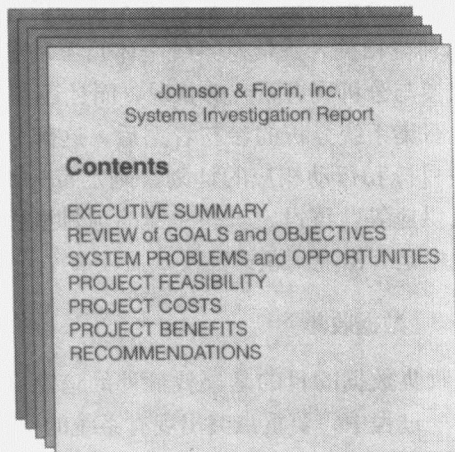 Johnson & Florin, Inc.
Systems Investigation Report
Contents
EXECUTIVE SUMMARY
REVIEW of GOALS and OBJECTIVES
SYSTEM PROBLEMS and OPPORTUNITIES
PROJECT FEASIBILITY
PROJECT COSTS
PROJECT BENEFITS
RECOMMENDATIONS